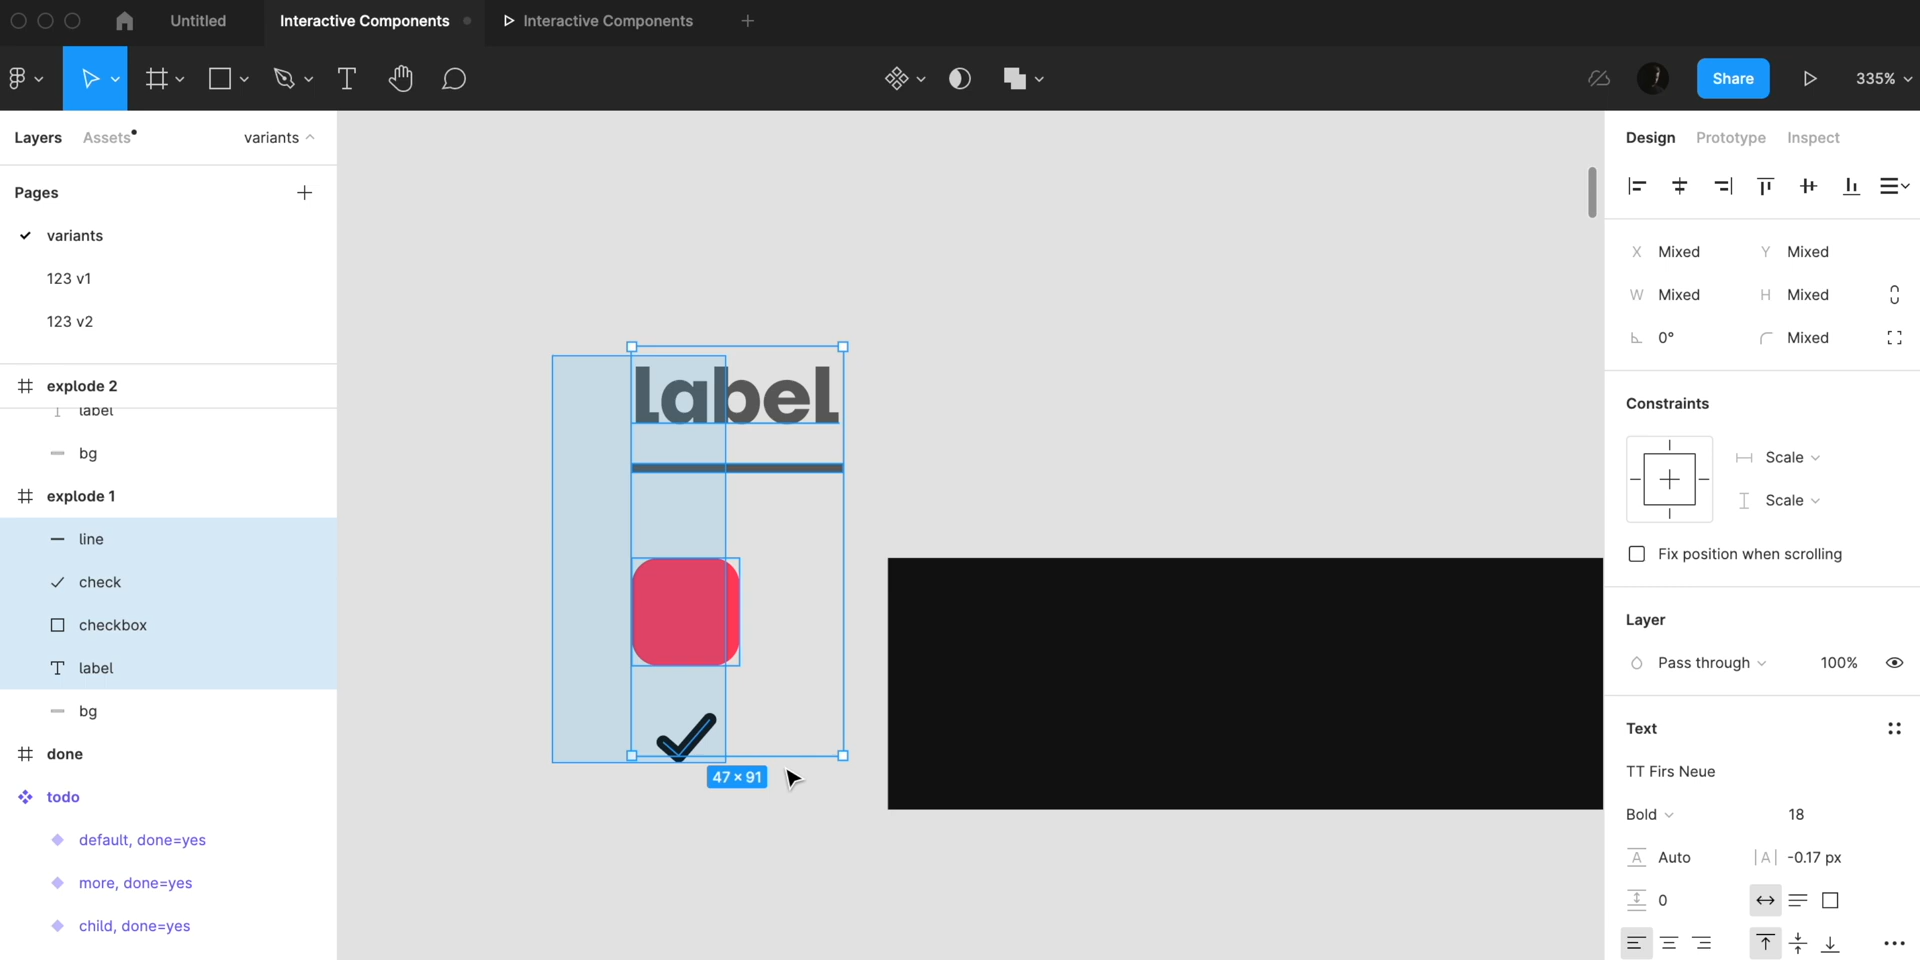 Untitled
Interactive Components
Interactive Components
Share
335%
Layers
Assets
variants
Pages
variants
123 v1
123 v2
explode 2
label
bg
explode 1
line
check
checkbox
label
bg
done
todo
default, done=yes
more, done=yes
child, done=yes
label
47 × 91
Design
Prototype
Inspect
X Mixed
Y Mixed
W Mixed
H Mixed
0°
Mixed
Constraints
Scale
Scale
Fix position when scrolling
Layer
Pass through
100%
Text
TT Firs Neue
Bold
18
A Auto
|A| -0.17 px
0